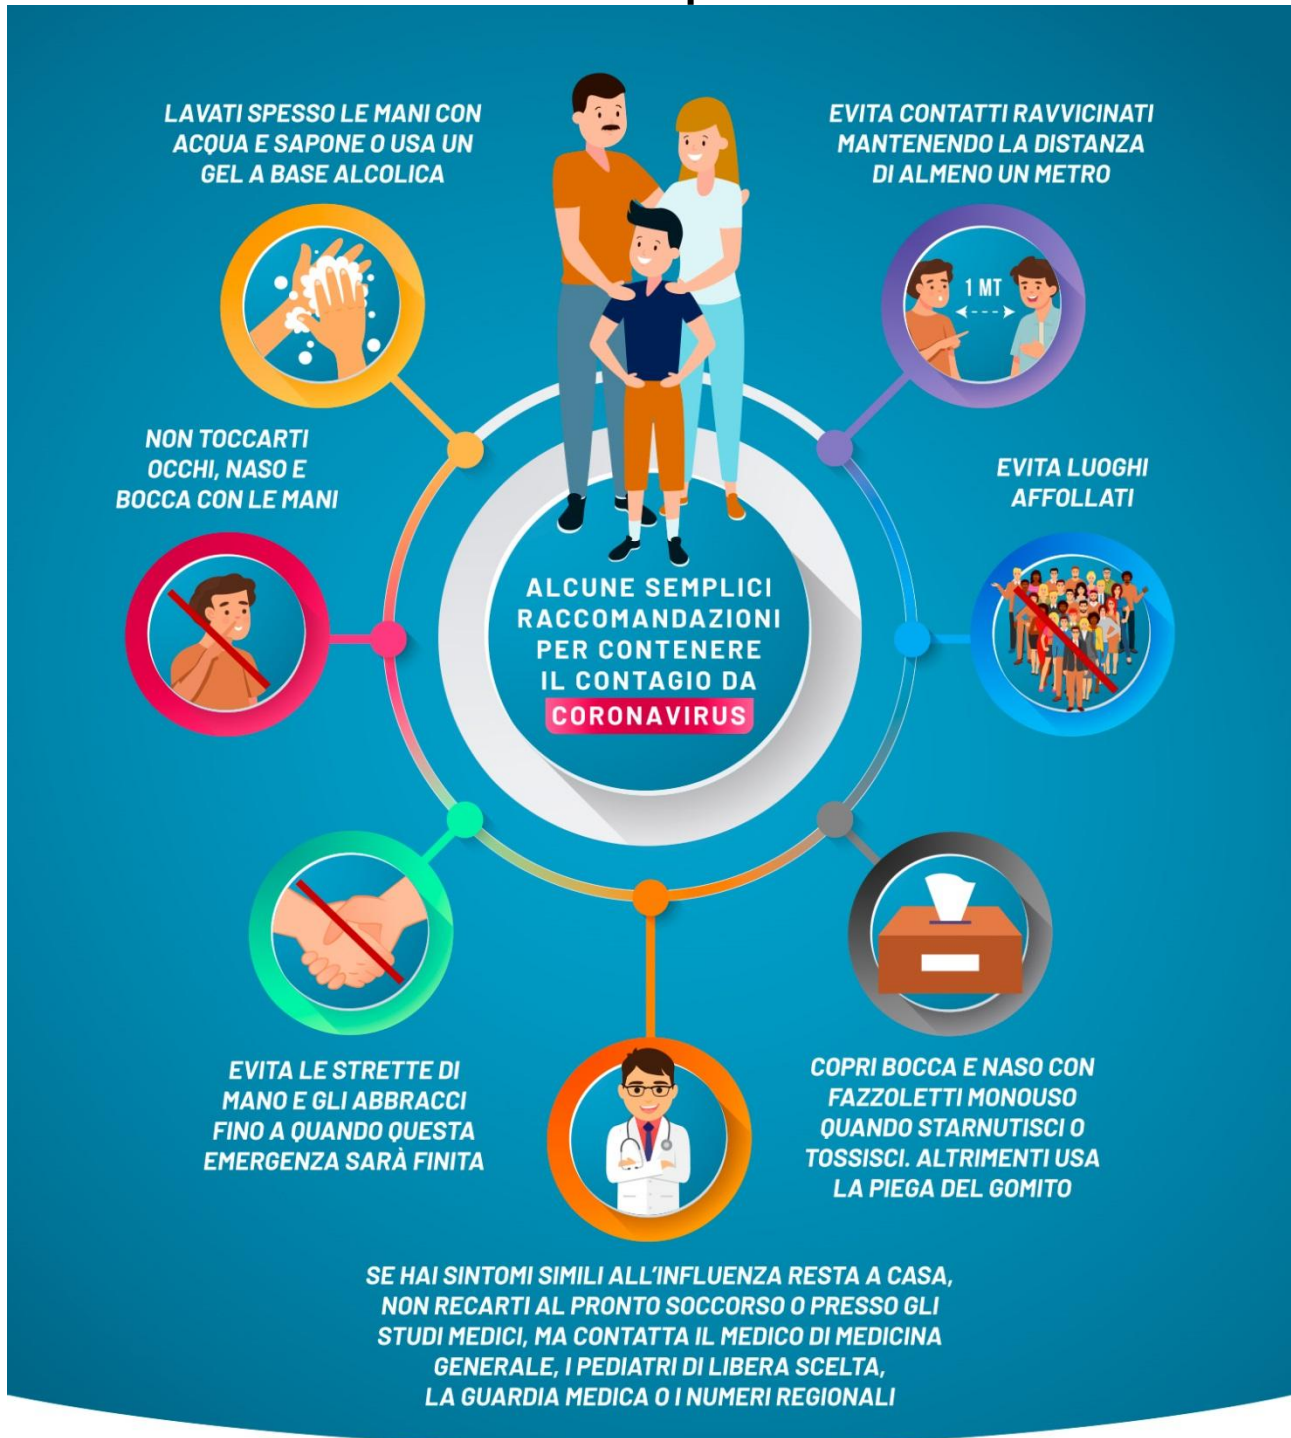 LAVATI SPESSO LE MANI CON
ACQUA E SAPONE O USA UN
GEL A BASE ALCOLICA
EVITA CONTATTI RAVVICINATI
MANTENENDO LA DISTANZA
DI ALMENO UN METRO
1 MT
NON TOCCARTI
OCCHI, NASO E
BOCCA CON LE MANI
EVITA LUOGHI
AFFOLLATI
ALCUNE SEMPLICI
RACCOMANDAZIONI
PER CONTENERE
IL CONTAGIO DA
CORONAVIRUS
EVITA LE STRETTE DI
MANO E GLI ABBRACCI
FINO A QUANDO QUESTA
EMERGENZA SARÀ FINITA
COPRI BOCCA E NASO CON
FAZZOLETTI MONOUSO
QUANDO STARNUTISCI O
TOSSISCI. ALTRIMENTI USA
LA PIEGA DEL GOMITO
SE HAI SINTOMI SIMILI ALL'INFLUENZA RESTA A CASA,
NON RECARTI AL PRONTO SOCCORSO O PRESSO GLI
STUDI MEDICI, MA CONTATTA IL MEDICO DI MEDICINA
GENERALE, I PEDIATRI DI LIBERA SCELTA,
LA GUARDIA MEDICA O I NUMERI REGIONALI